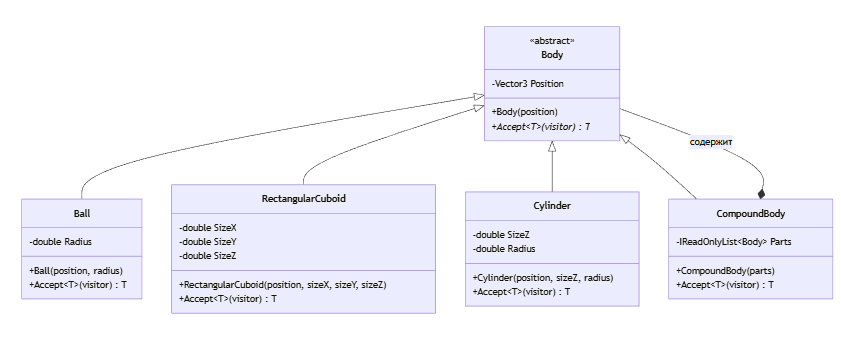 «abstract»
Body
-Vector3 Position
+Body(position)
+Accept<T>(visitor) : T
содержит
Ball
-double Radius
+Ball(position, radius)
+Accept<T>(visitor) : T
RectangularCuboid
-double SizeX
-double SizeY
-double SizeZ
+RectangularCuboid(position, sizeX, sizeY, sizeZ)
+Accept<T>(visitor) : T
Cylinder
-double SizeZ
-double Radius
+Cylinder(position, sizeZ, radius)
+Accept<T>(visitor) : T
CompoundBody
-IReadOnlyList<Body> Parts
+CompoundBody(parts)
+Accept<T>(visitor) : T